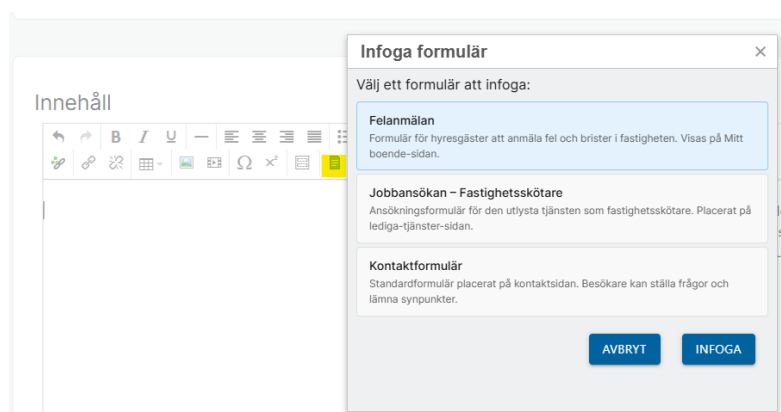 Infoga formulär
Välj ett formulär att infoga:
Innehåll
Felanmälan
Formulär för hyresgäster att anmäla fel och brister i fastigheten. Visas på Mitt
boende-sidan.
Jobbansökan – Fastighetsskötare
Ansökningsformulär för den utlysta tjänsten som fastighetsskötare. Placerat på
lediga-tjänster-sidan.
Kontaktformulär
Standardformulär placerat på kontaktsidan. Besökare kan ställa frågor och
lämna synpunkter.
AVBRYT INFOGA